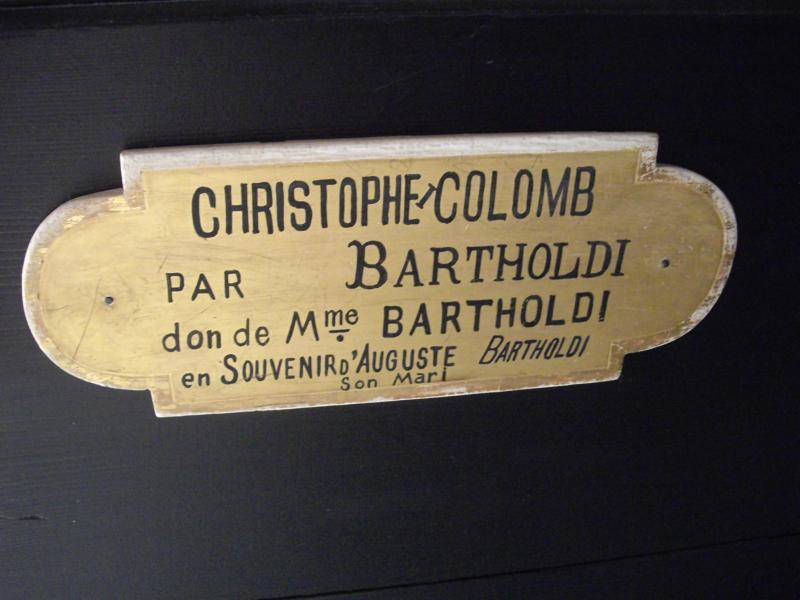 CHRISTOPHE COLOMB
PAR BARTHOLDI
don de Mme BARTHOLDI
en SOUVENIR D'AUGUSTE BARTHOLDI
Son Mari